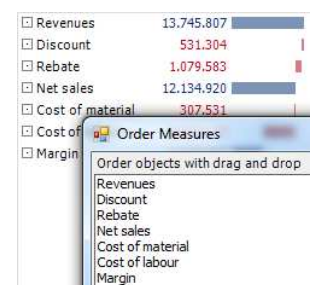 Revenues 13.745.807
Discount 531.304
Rebate 1.079.583
Net sales 12.134.920
Cost of material 307.531
Cost of
Margin
Order Measures
Order objects with drag and drop
Revenues
Discount
Rebate
Net sales
Cost of material
Cost of labour
Margin